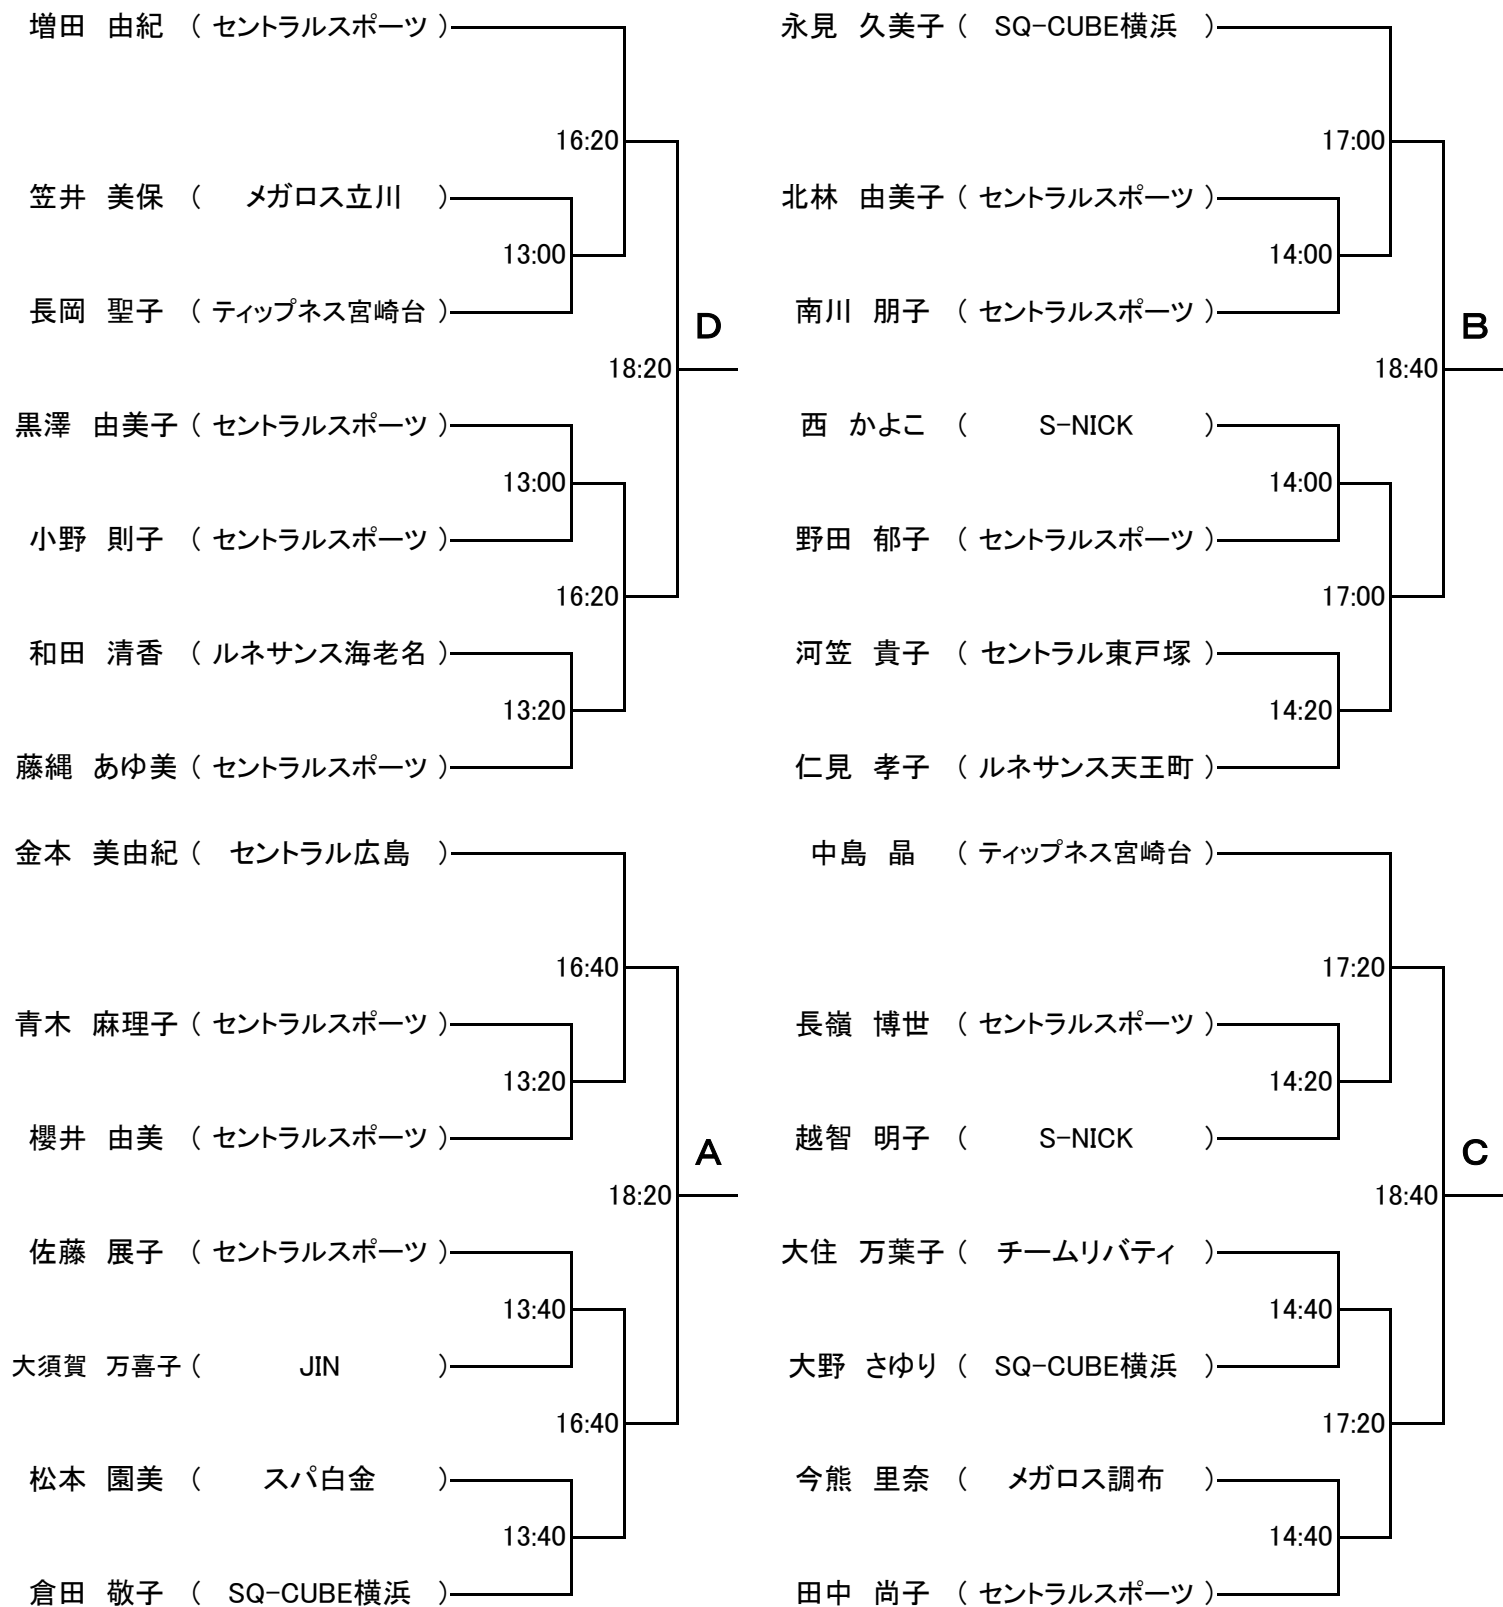 増田　由紀　（ セントラルスポーツ ）
16:20
笠井　美保　（　メガロス立川　）
13:00
長岡　聖子　（ ティップネス宮崎台 ）
D
18:20
黒澤　由美子 （ セントラルスポーツ ）
13:00
小野　則子　（ セントラルスポーツ ）
16:20
和田　清香　（ ルネサンス海老名 ）
13:20
藤縄　あゆ美 （ セントラルスポーツ ）
金本　美由紀 （　セントラル広島　）
16:40
青木　麻理子 （ セントラルスポーツ ）
13:20
櫻井　由美　（ セントラルスポーツ ）
A
18:20
佐藤　展子　（ セントラルスポーツ ）
13:40
大須賀　万喜子 （　JIN　）
16:40
松本　園美　（　スパ白金　）
13:40
倉田　敬子　（　SQ-CUBE横浜　）
永見　久美子 （　SQ-CUBE横浜　）
17:00
北林　由美子 （ セントラルスポーツ ）
14:00
南川　朋子　（ セントラルスポーツ ）
B
18:40
西　かよこ　（　S-NICK　）
14:00
野田　郁子　（ セントラルスポーツ ）
17:00
河笠　貴子　（ セントラル東戸塚 ）
14:20
仁見　孝子　（ ルネサンス天王町 ）
中島　晶　（ ティップネス宮崎台 ）
17:20
長嶺　博世　（ セントラルスポーツ ）
14:20
越智　明子　（　S-NICK　）
C
18:40
大住　万葉子 （　チームリバティ　）
14:40
大野　さゆり （　SQ-CUBE横浜　）
17:20
今熊　里奈　（　メガロス調布　）
14:40
田中　尚子　（ セントラルスポーツ ）